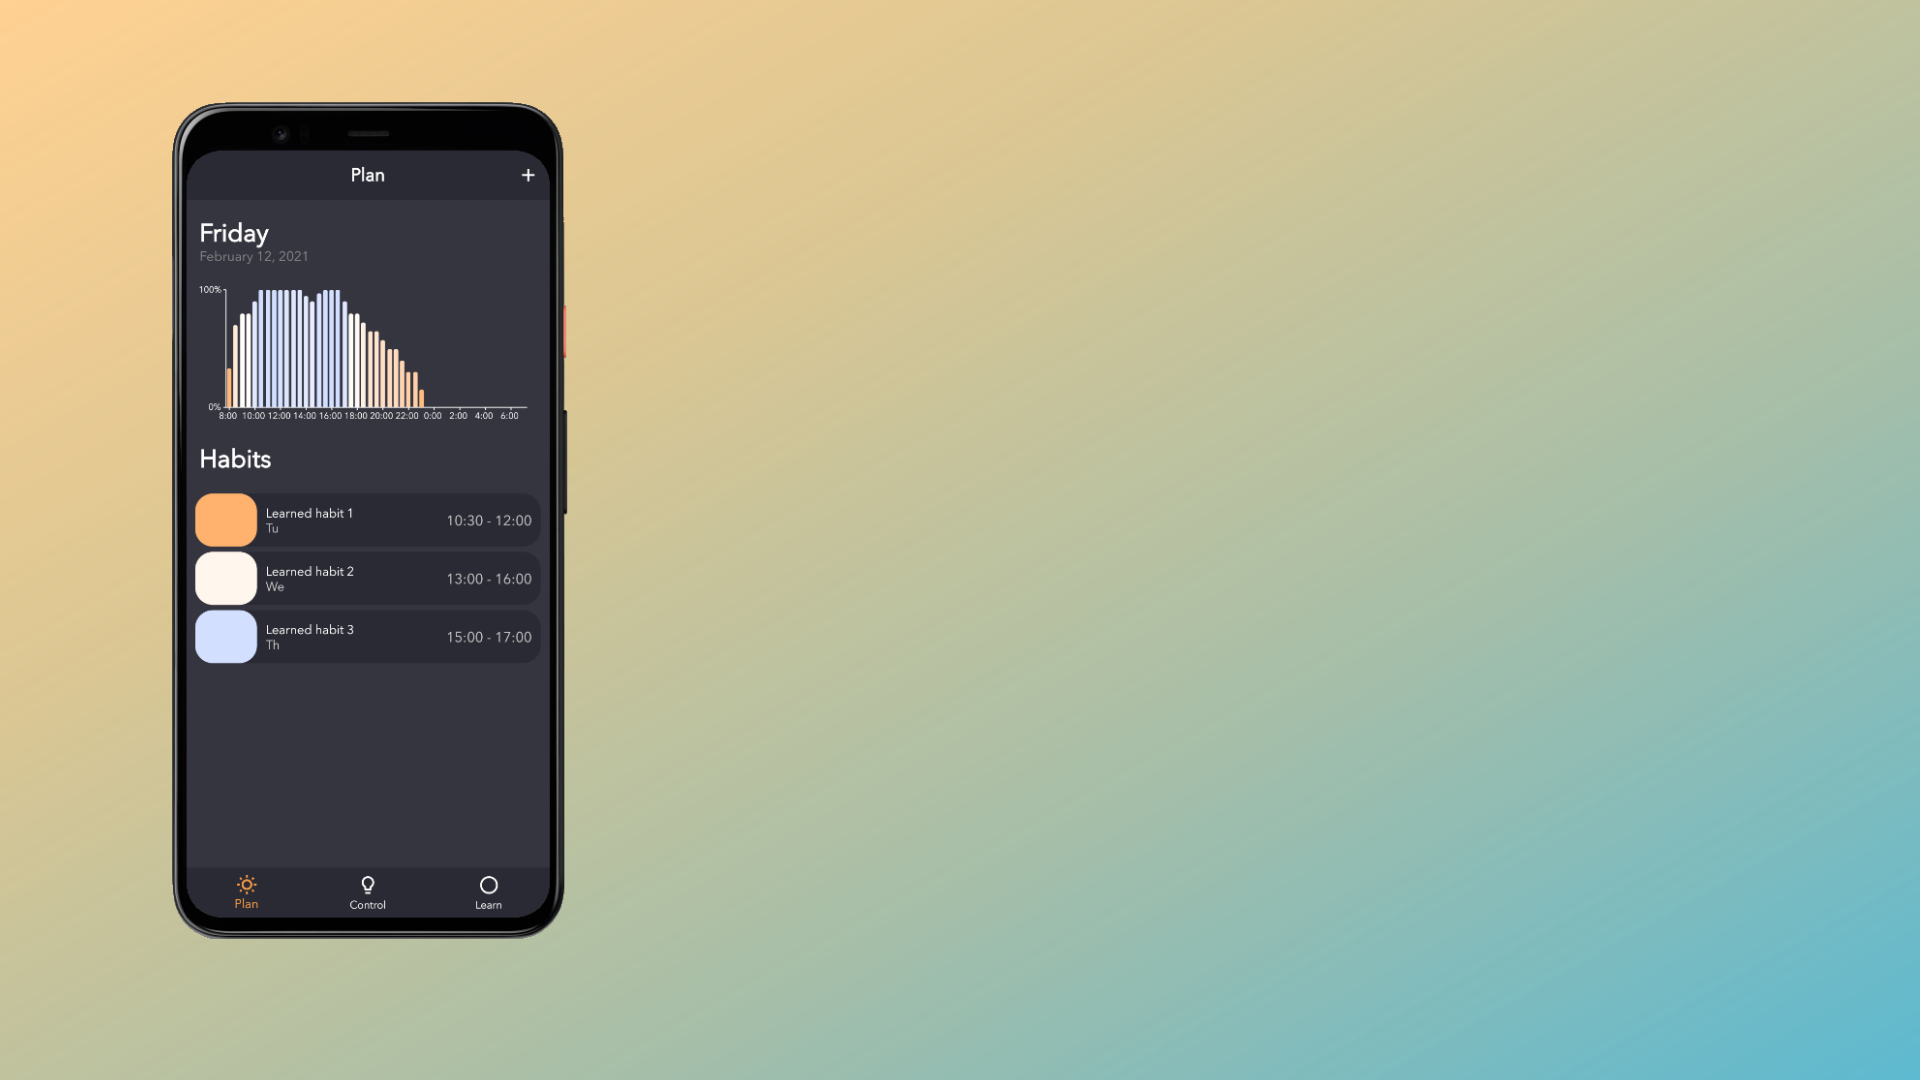 Plan +
Friday
February 12, 2021
100%
0%
8:00 10:00 12:00 14:00 16:00 18:00 20:00 22:00 0:00 2:00 4:00 6:00
Habits
Learned habit 1
Tu
10:30 - 12:00
Learned habit 2
We
13:00 - 16:00
Learned habit 3
Th
15:00 - 17:00
Plan Control Learn